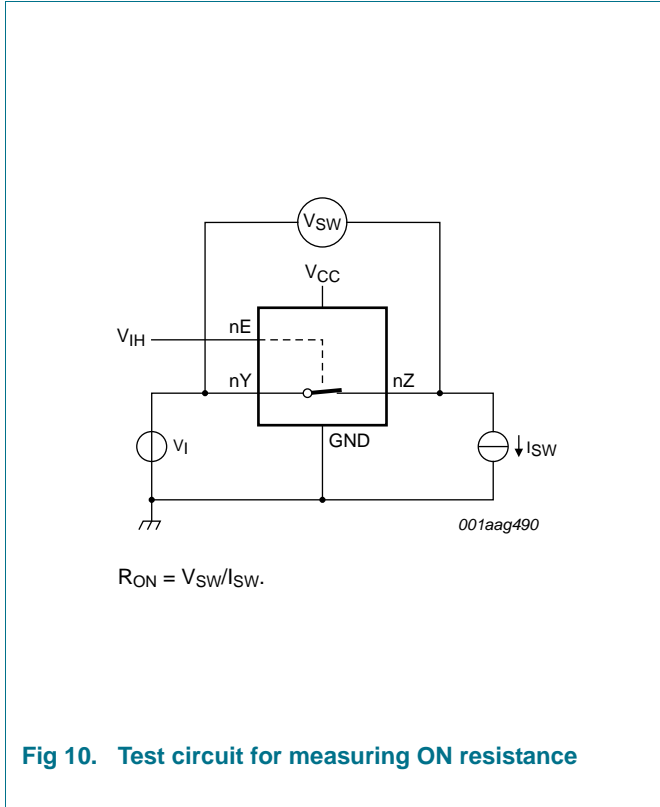 VSW
VCC
VIH
nE
nY
nZ
VI
GND
ISW
001aag490
RON = VSW/ISW.
Fig 10. Test circuit for measuring ON resistance